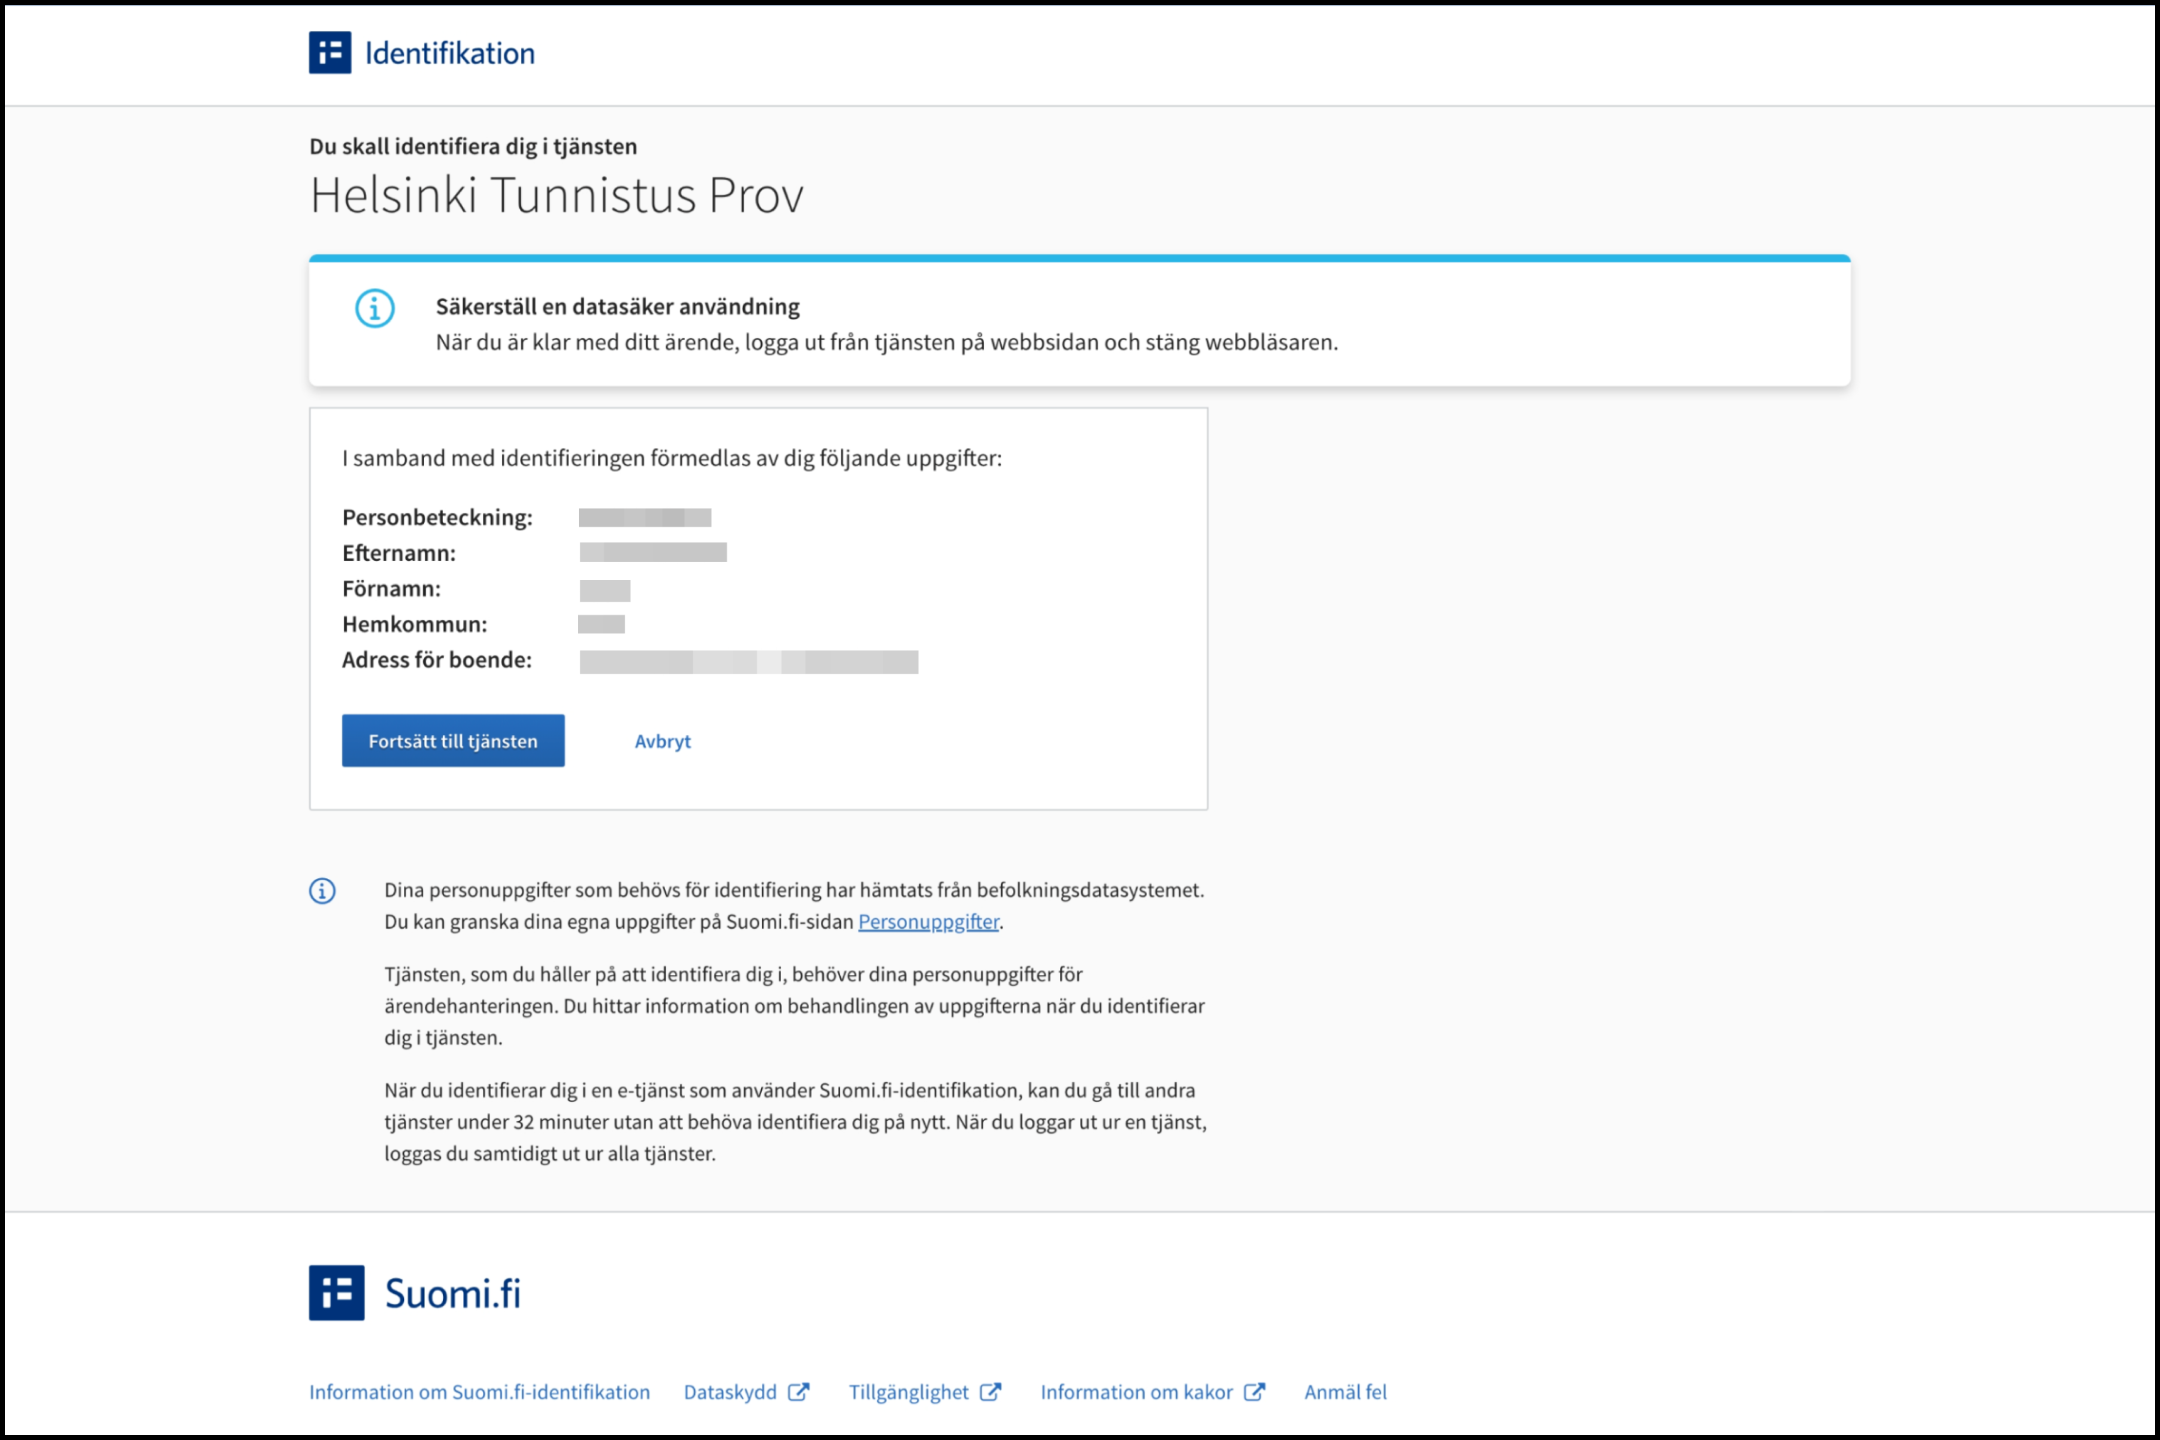 Identifikation
Du skall identifiera dig i tjänsten
Helsinki Tunnistus Prov
Säkerställ en datasäker användning
När du är klar med ditt ärende, logga ut från tjänsten på webbsidan och stäng webbläsaren.
I samband med identifieringen förmedlas av dig följande uppgifter:
Personbeteckning:
Efternamn:
Förnamn:
Hemkommun:
Adress för boende:
Fortsätt till tjänsten Avbryt
Dina personuppgifter som behövs för identifiering har hämtats från befolkningsdatasystemet.
Du kan granska dina egna uppgifter på Suomi.fi-sidan Personuppgifter.
Tjänsten, som du håller på att identifiera dig i, behöver dina personuppgifter för
ärendehanteringen. Du hittar information om behandlingen av uppgifterna när du identifierar
dig i tjänsten.
När du identifierar dig i en e-tjänst som använder Suomi.fi-identifikation, kan du gå till andra
tjänster under 32 minuter utan att behöva identifiera dig på nytt. När du loggar ut ur en tjänst,
loggas du samtidigt ut ur alla tjänster.
Suomi.fi
Information om Suomi.fi-identifikation Dataskydd Tillgänglighet Information om kakor Anmäl fel